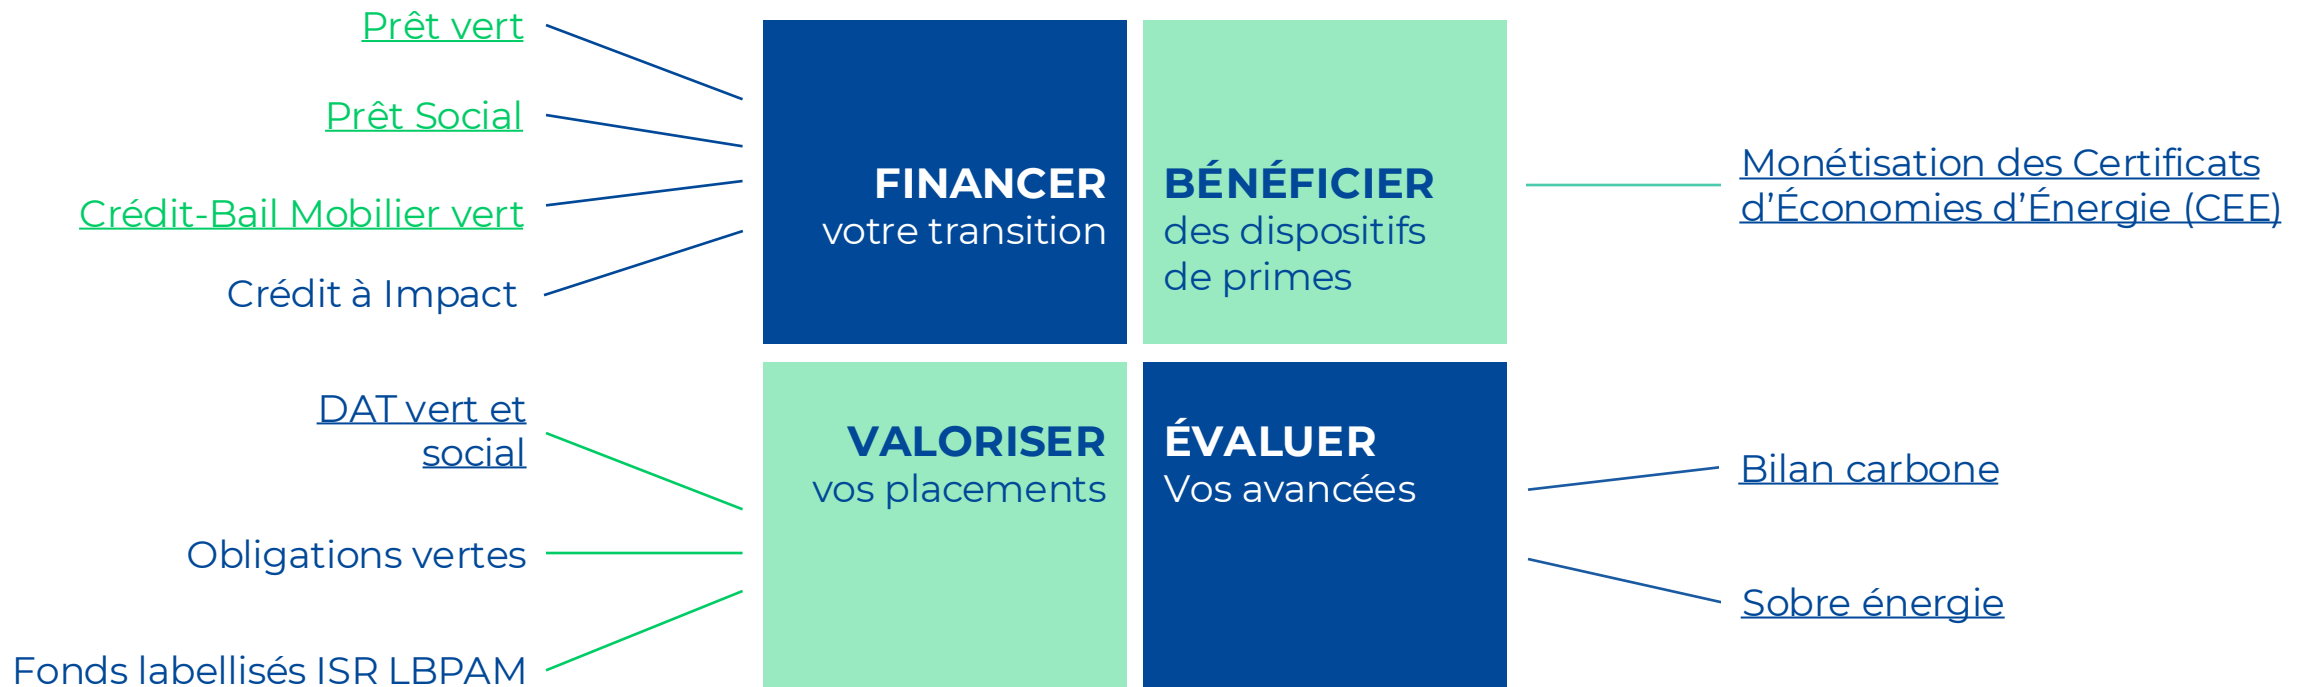 Prêt vert
Prêt Social
Crédit-Bail Mobilier vert
Crédit à Impact
FINANCER
votre transition
BÉNÉFICIER
des dispositifs
de primes
Monétisation des Certificats
d’Économies d’Énergie (CEE)
DAT vert et
social
Obligations vertes
Fonds labellisés ISR LBPAM
VALORISER
vos placements
ÉVALUER
Vos avancées
Bilan carbone
Sobre énergie